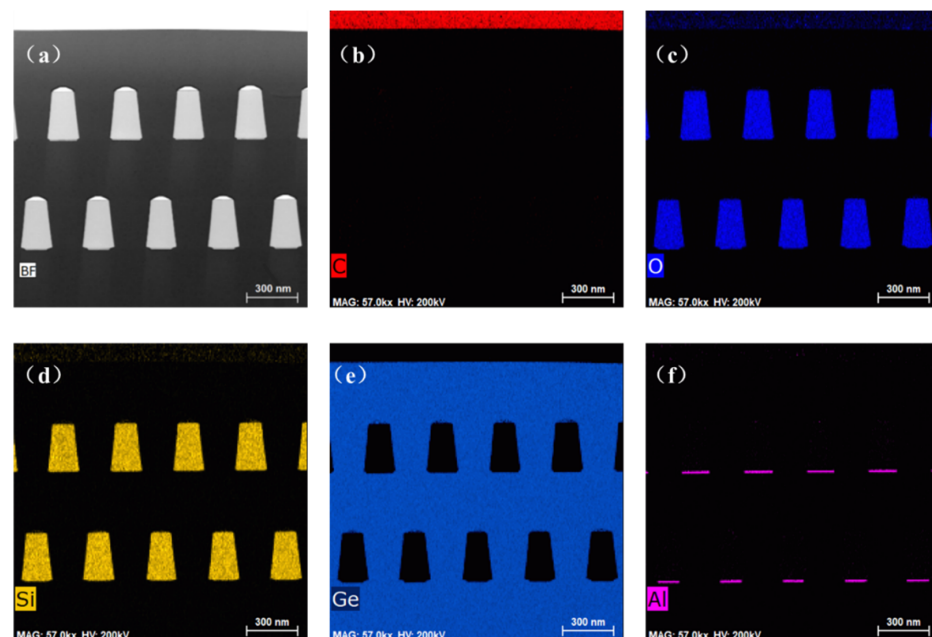 （a）
BF
300 nm
（b）
C
MAG: 57.0kx HV: 200kV
300 nm
（c）
O
MAG: 57.0kx HV: 200kV
300 nm
（d）
Si
MAG: 57.0kx HV: 200kV
300 nm
（e）
Ge
MAG: 57.0kx HV: 200kV
300 nm
（f）
Al
MAG: 57.0kx HV: 200kV
300 nm